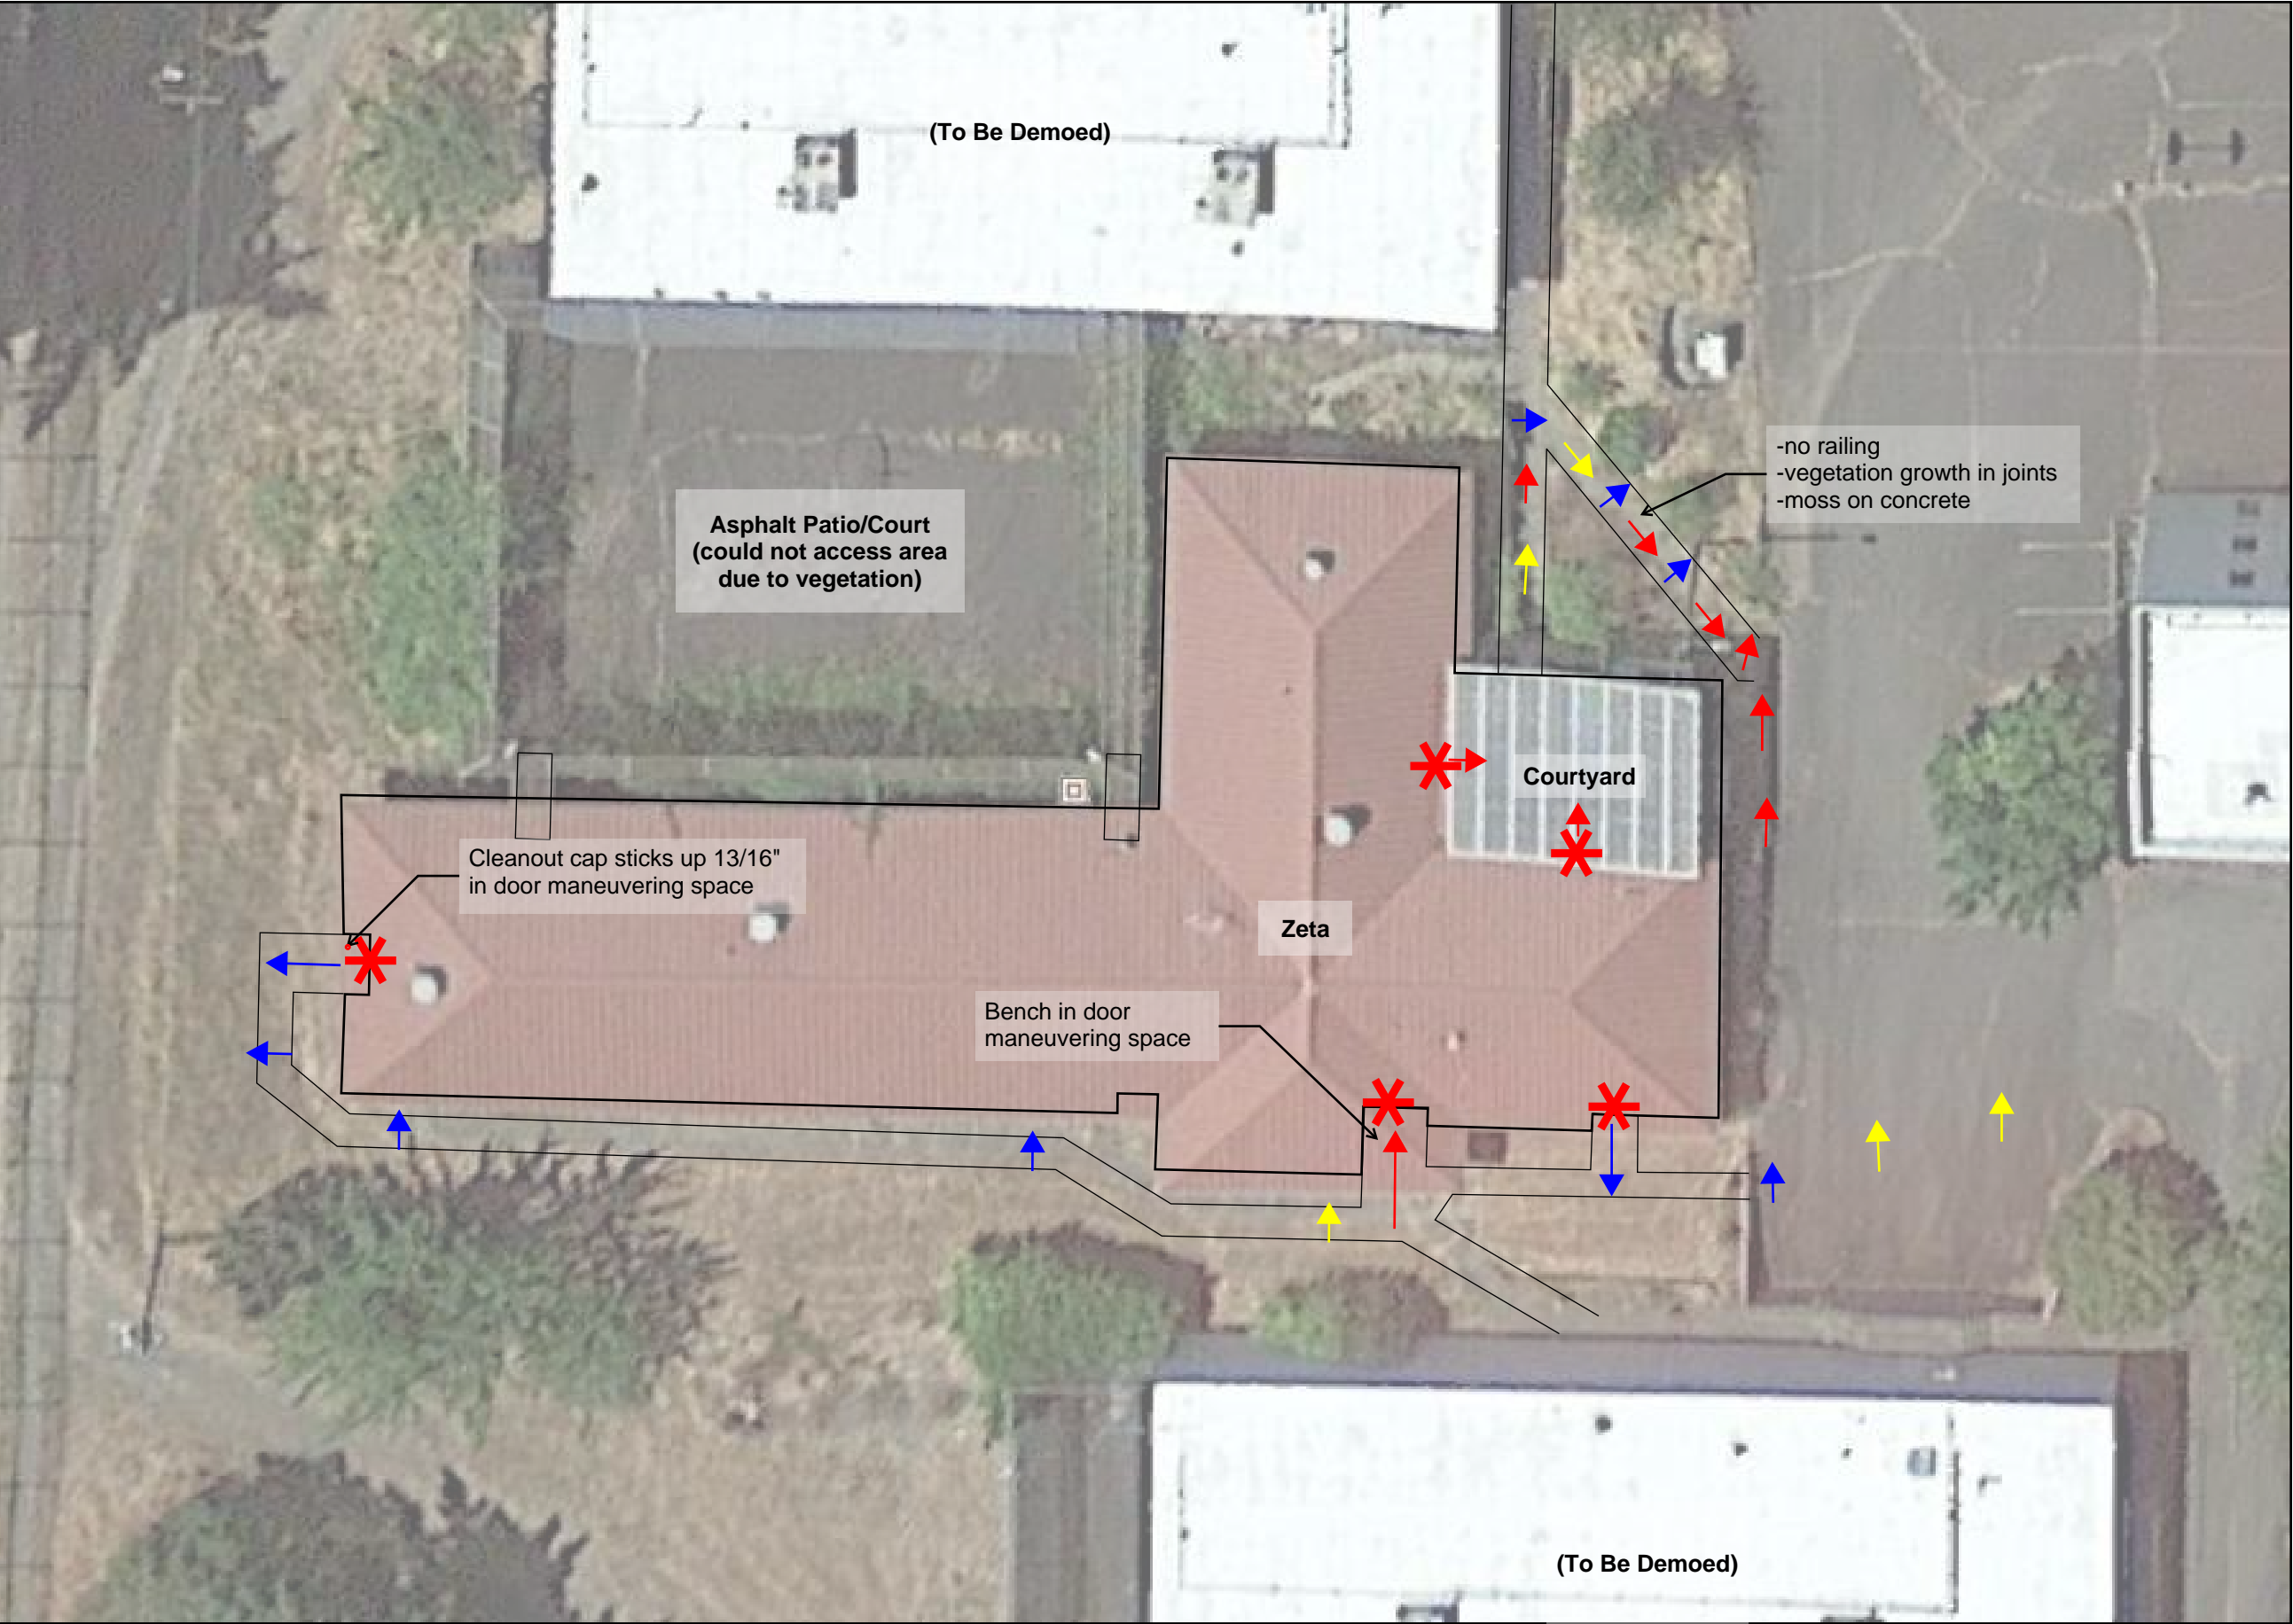 (To Be Demoed)
-no railing
-vegetation growth in joints
-moss on concrete
Asphalt Patio/Court
(could not access area
due to vegetation)
Courtyard
Cleanout cap sticks up 13/16"
in door maneuvering space
Zeta
Bench in door
maneuvering space
(To Be Demoed)